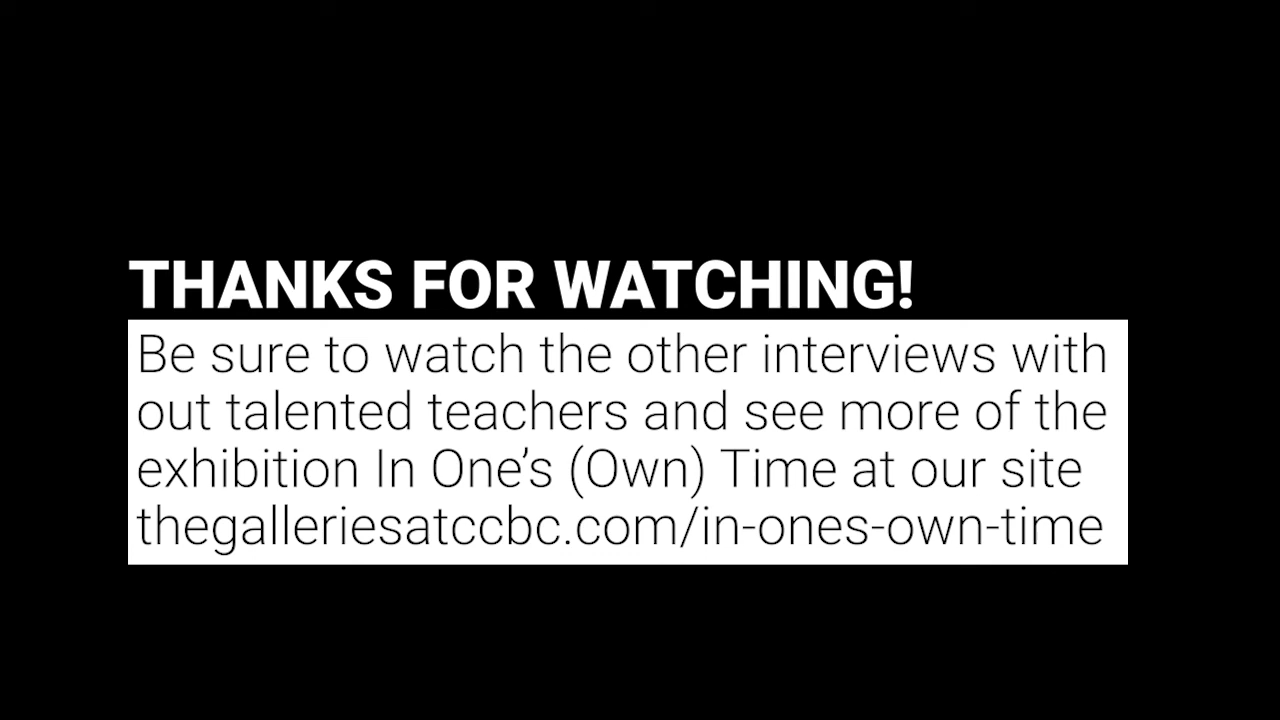 THANKS FOR WATCHING!
Be sure to watch the other interviews with
out talented teachers and see more of the
exhibition In One’s (Own) Time at our site
thegalleriesatccbc.com/in-ones-own-time